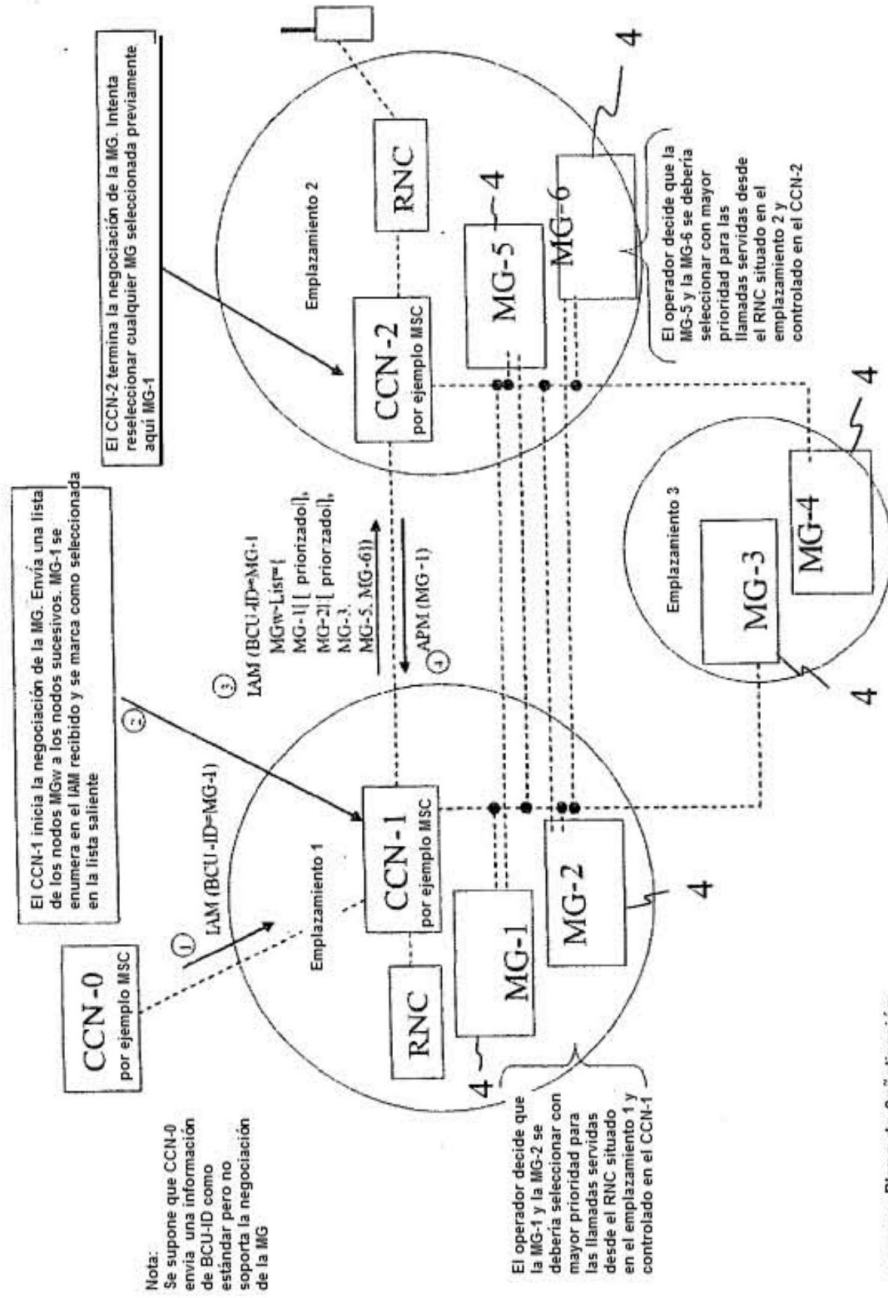 El CCN-1 inicia la negociación de la MG. Envía una lista
de los nodos MGw a los nodos sucesivos. MG-1 se
enumera en el IAM recibido y se marca como seleccionada
en la lista saliente
El CCN-2 termina la negociación de la MG. Intenta
reseleccionar cualquier MG seleccionada previamente,
aquí MG-1
CCN-0
por ejemplo MSC
Nota:
Se supone que CCN-0
envía una información
de BCU-ID como
estándar pero no
soporta la negociación
de la MG
1
IAM (BCU-ID=MG-1)
2
3
IAM (BCU-ID=MG-1
MGw-List={
MG-1[[ priorizado]],
MG-2[[ priorizado]],
MG-3,
MG-5, MG-6})
APM (MG-1)
4
Emplazamiento 1
CCN-1
por ejemplo MSC
RNC
MG-1
4
MG-2
4
El operador decide que
la MG-1 y la MG-2 se
debería seleccionar con
mayor prioridad para
las llamadas servidas
desde el RNC situado
en el emplazamiento 1 y
controlado en el CCN-1
Emplazamiento 2
CCN-2
por ejemplo MSC
RNC
MG-5
4
MG-6
4
El operador decide que la
MG-5 y la MG-6 se debería
seleccionar con mayor
prioridad para las
llamadas servidas desde
el RNC situado en el
emplazamiento 2 y
controlado en el CCN-2
Emplazamiento 3
MG-3
4
MG-4
4